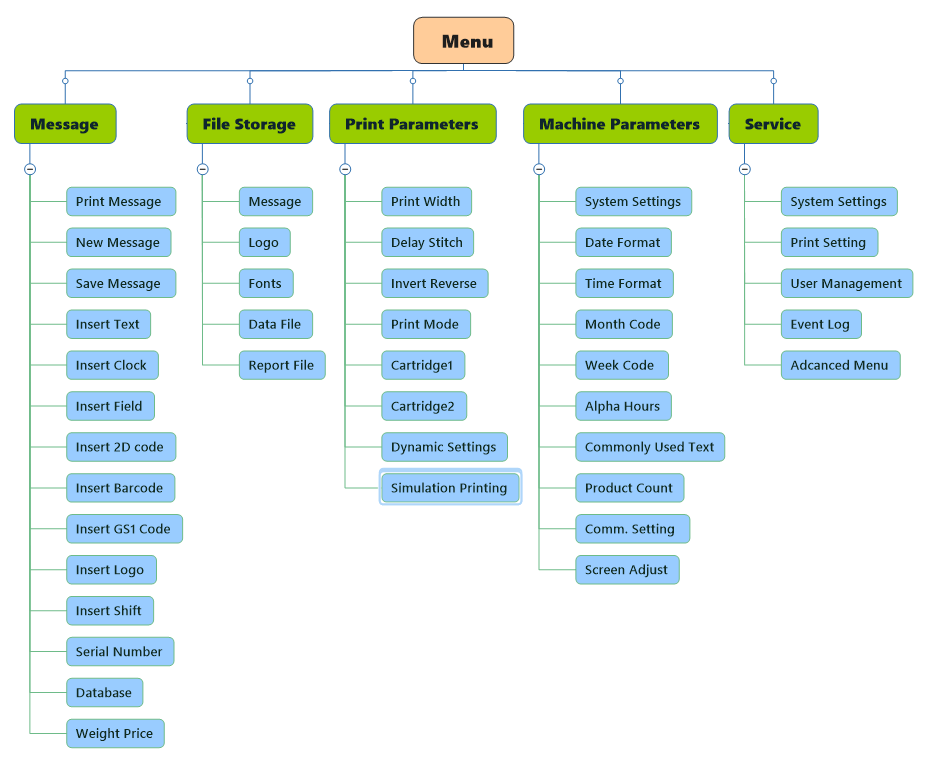 Menu
Message
Print Message
New Message
Save Message
Insert Text
Insert Clock
Insert Field
Insert 2D code
Insert Barcode
Insert GS1 Code
Insert Logo
Insert Shift
Serial Number
Database
Weight Price
File Storage
Message
Logo
Fonts
Data File
Report File
Print Parameters
Print Width
Delay Stitch
Invert Reverse
Print Mode
Cartridge1
Cartridge2
Dynamic Settings
Simulation Printing
Machine Parameters
System Settings
Date Format
Time Format
Month Code
Week Code
Alpha Hours
Commonly Used Text
Product Count
Comm. Setting
Screen Adjust
Service
System Settings
Print Setting
User Management
Event Log
Adcanced Menu